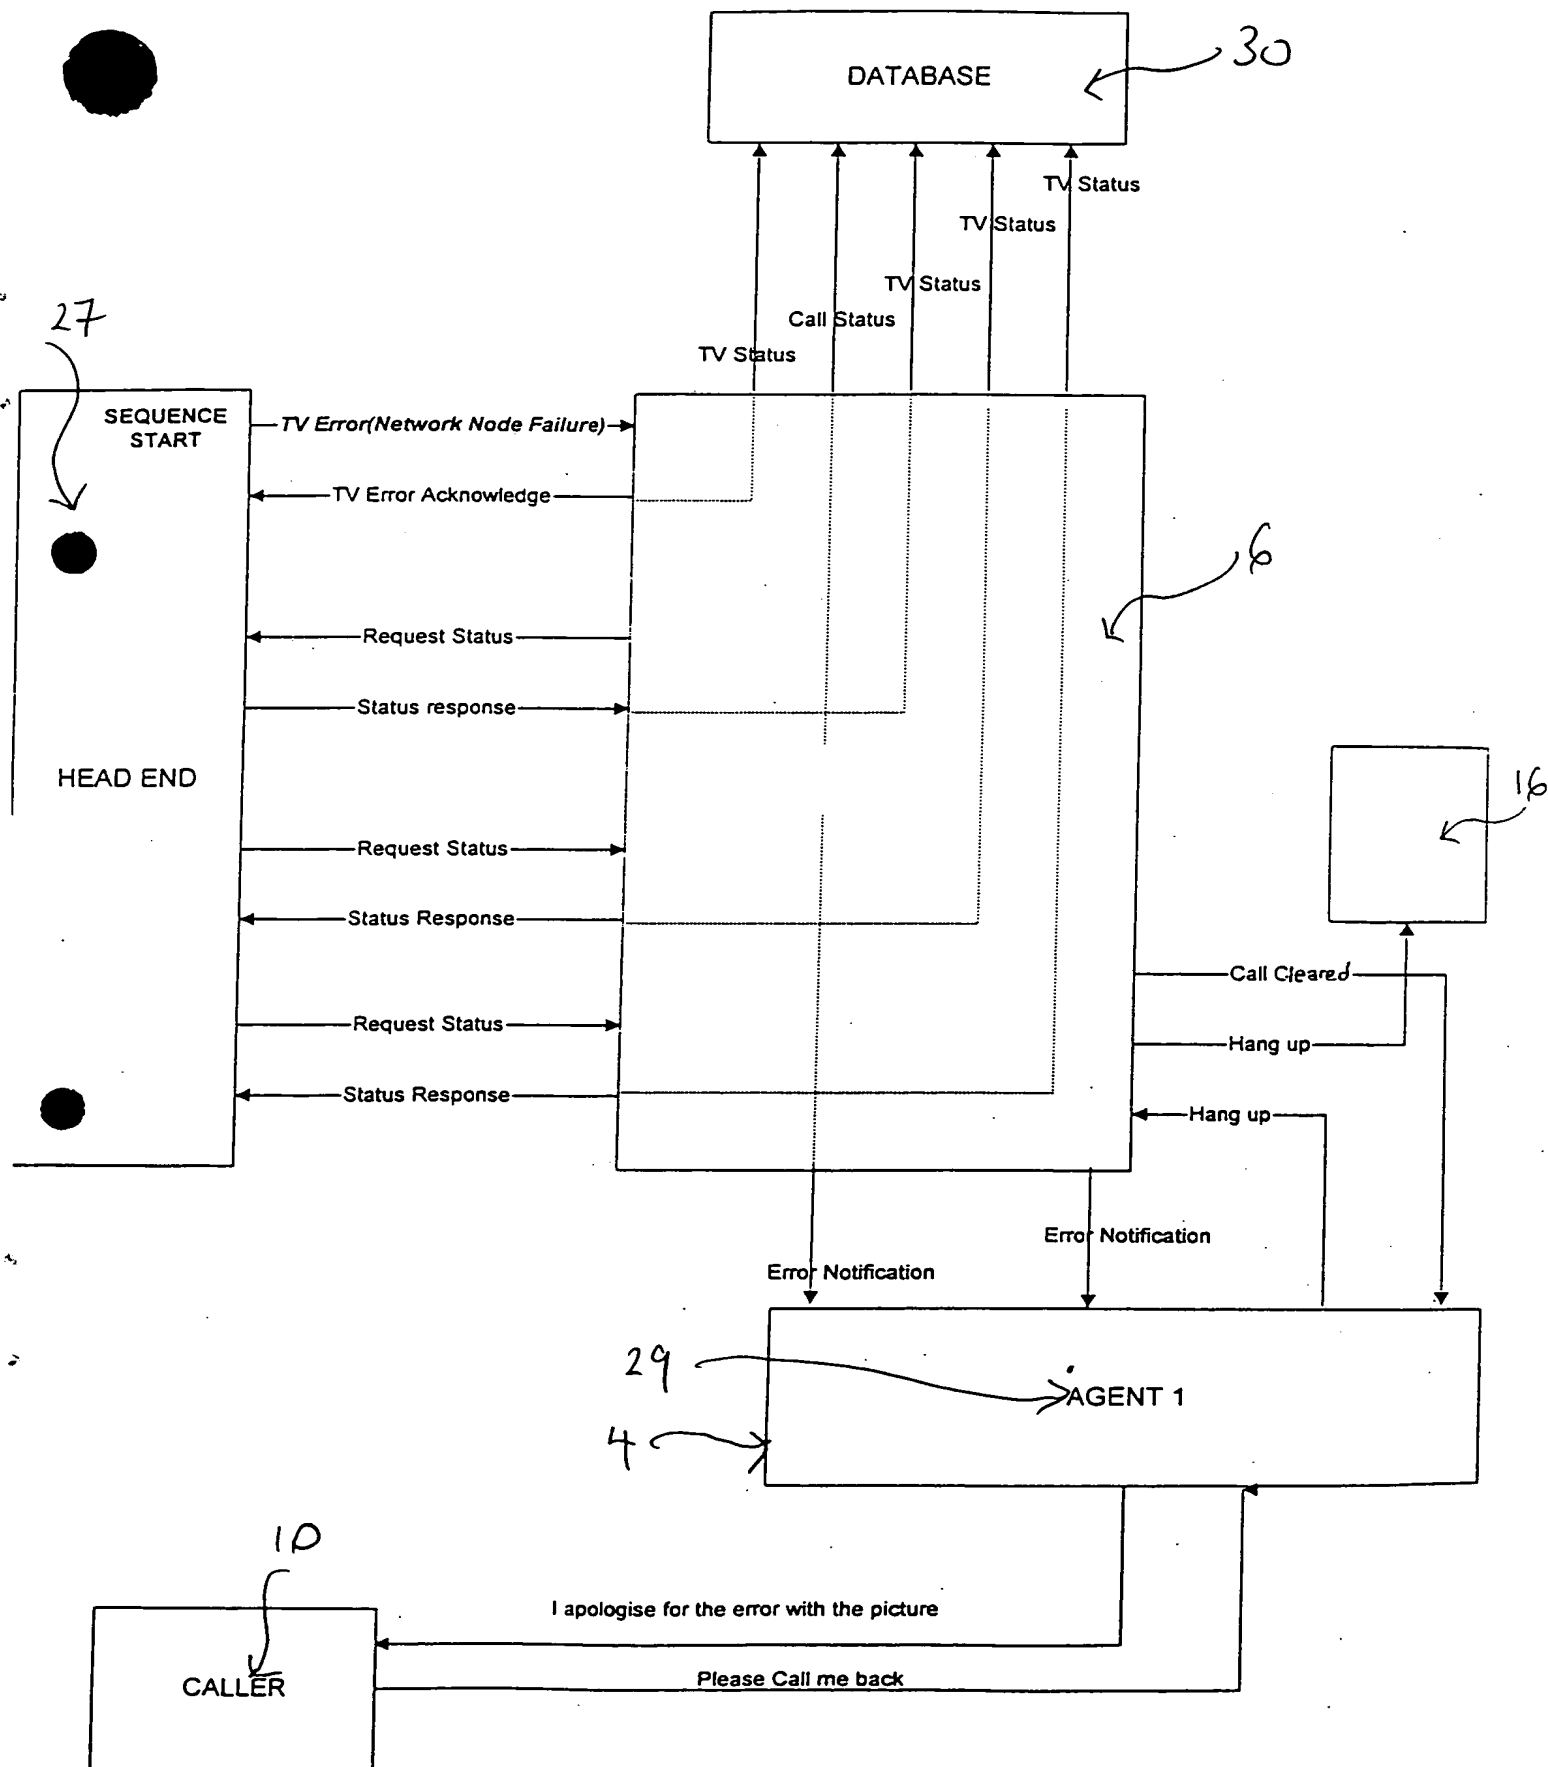 DATABASE
30
TV Status
TV Status
TV Status
Call Status
TV Status
27
SEQUENCE
START
TV Error(Network Node Failure)
TV Error Acknowledge
6
Request Status
Status response
HEAD END
16
Request Status
Status Response
Call Cleared
Request Status
Hang up
Status Response
Hang up
Error Notification
Error Notification
29
AGENT 1
4
10
I apologise for the error with the picture
Please Call me back
CALLER